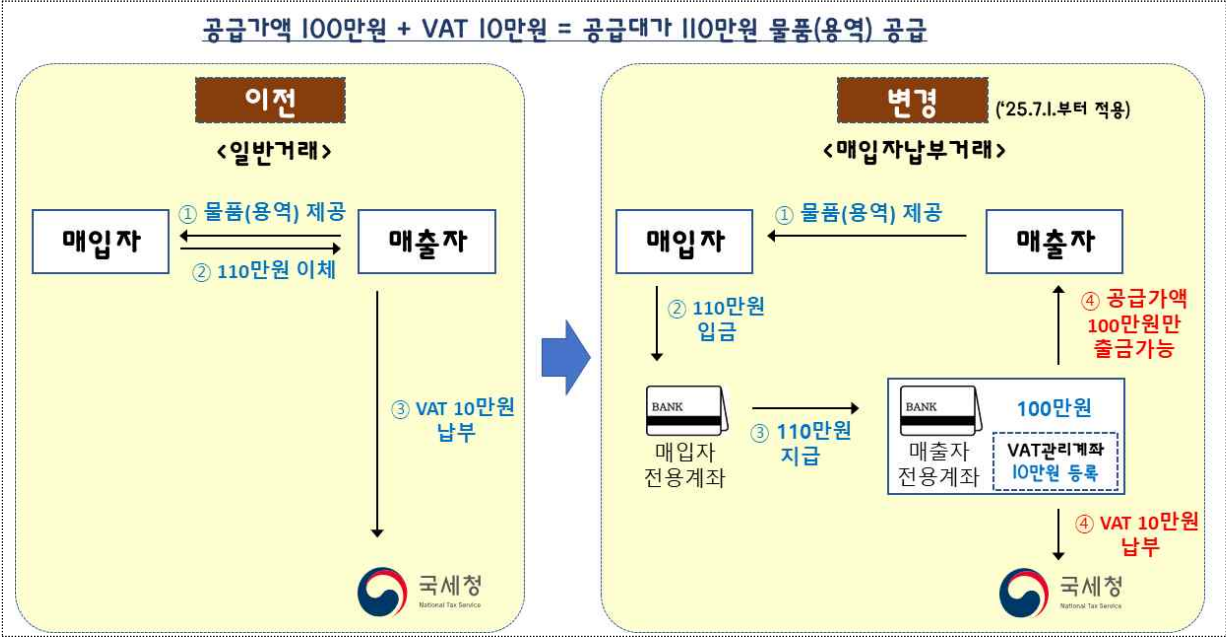 공급가액 100만원 + VAT 10만원 = 공급대가 110만원 물품(용역) 공급
이전
<일반거래>
① 물품(용역) 제공
매입자
매출자
② 110만원 이체
③ VAT 10만원
납부
국세청
National Tax Service
변경
('25.7.1.부터 적용)
<매입자납부거래>
① 물품(용역) 제공
매입자
매출자
② 110만원
입금
④ 공급가액
100만원만
출금가능
BANK
매입자
전용계좌
③ 110만원
지급
BANK
매출자
전용계좌
100만원
VAT관리계좌
10만원 등록
④ VAT 10만원
납부
국세청
National Tax Service